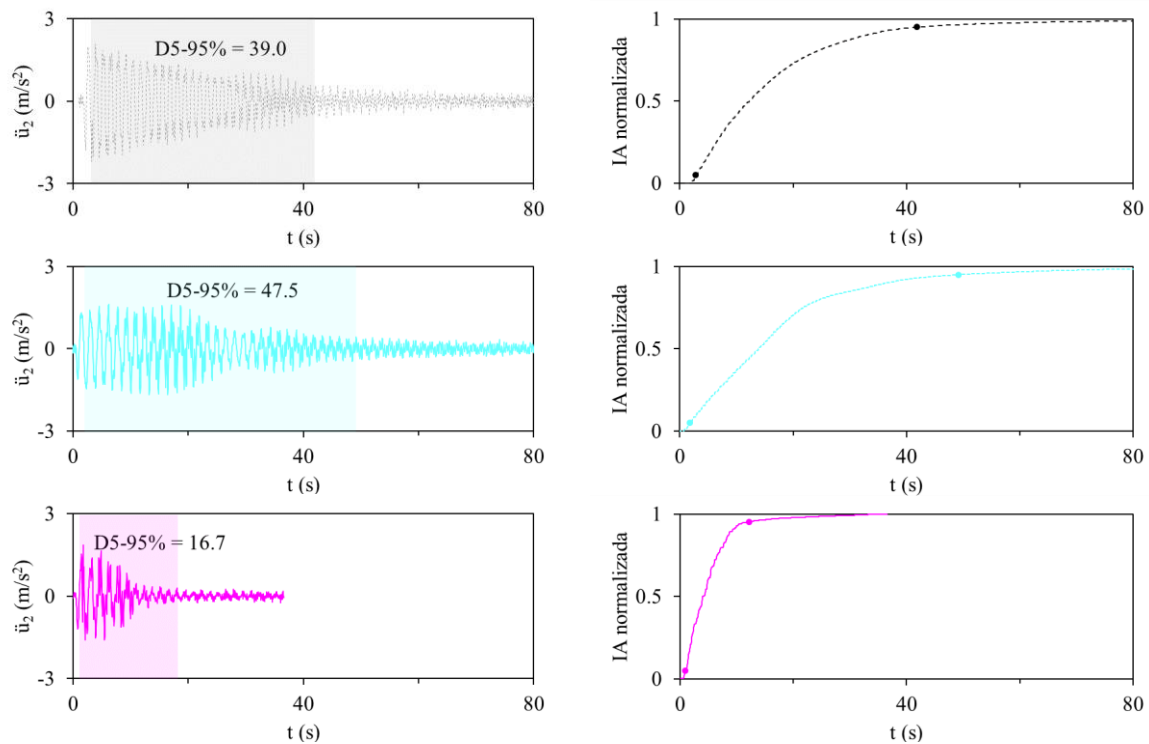 3
D5-95% = 39.0
ü₂ (m/s²)
0
-3
0
40
80
t (s)
1
IA normalizada
0.5
0
0
40
80
t (s)
3
D5-95% = 47.5
ü₂ (m/s²)
0
-3
0
40
80
t (s)
1
IA normalizada
0.5
0
0
40
80
t (s)
3
D5-95% = 16.7
ü₂ (m/s²)
0
-3
0
40
80
t (s)
1
IA normalizada
0.5
0
0
40
80
t (s)